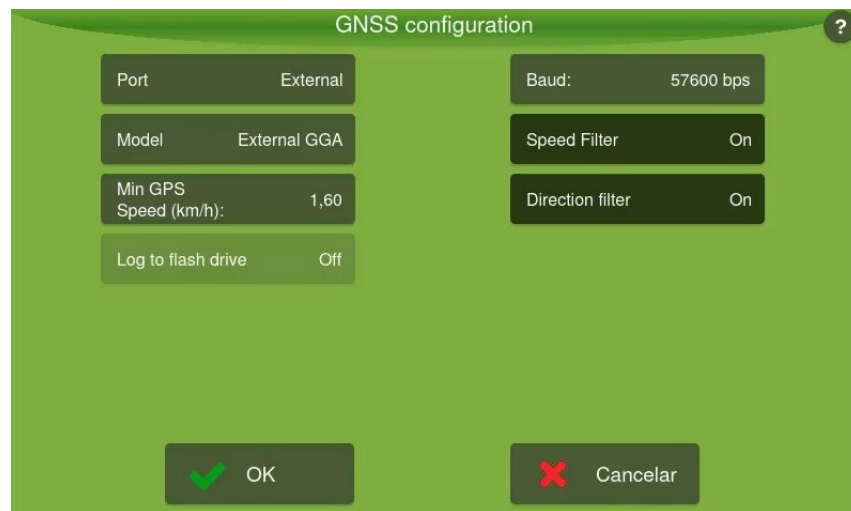 GNSS configuration
?
Port External
Baud: 57600 bps
Model External GGA
Speed Filter On
Min GPS
Speed (km/h): 1,60
Direction filter On
Log to flash drive Off
OK
Cancelar